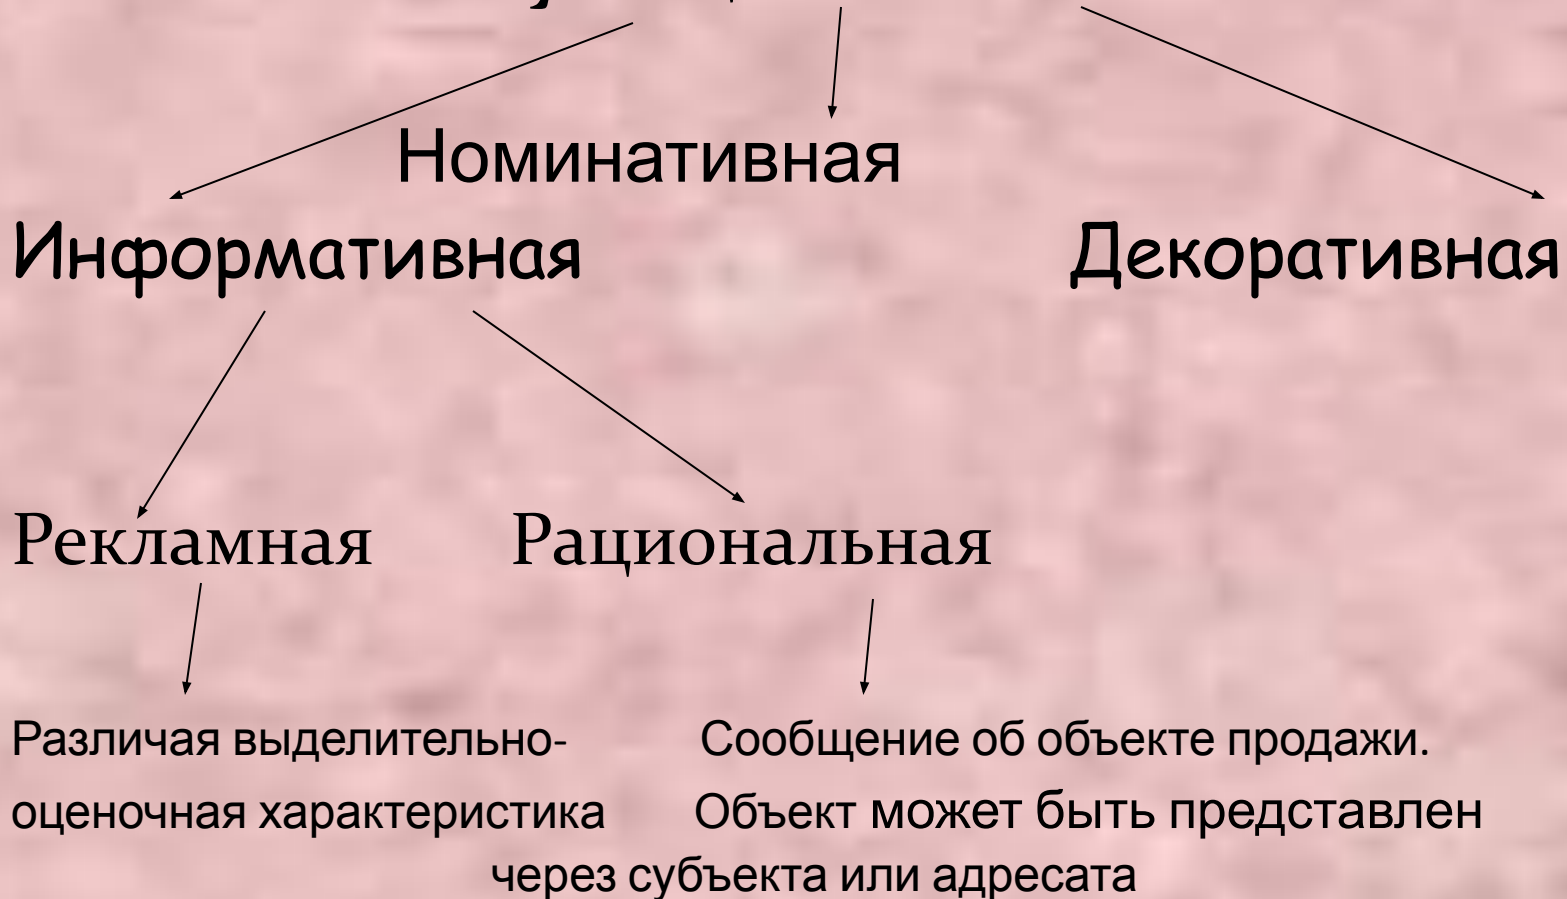 Номинативная
Информативная
Декоративная
Рекламная
Рациональная
Различая выделительно-
оценочная характеристика
Сообщение об объекте продажи.
Объект может быть представлен
через субъекта или адресата